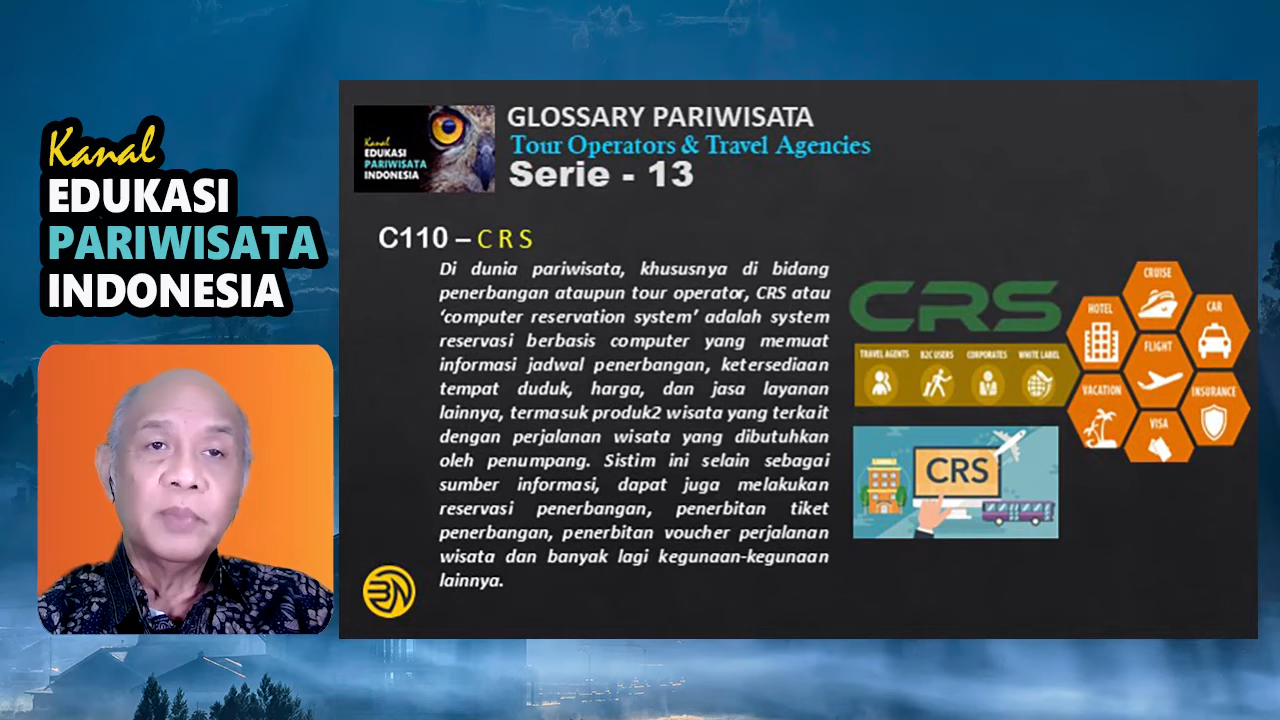 Kanal
EDUKASI
PARIWISATA
INDONESIA
Kanal
EDUKASI
PARIWISATA
INDONESIA
GLOSSARY PARIWISATA
Tour Operators & Travel Agencies
Serie - 13
C110 – C R S
Di dunia pariwisata, khususnya di bidang
penerbangan ataupun tour operator, CRS atau
‘computer reservation system’ adalah system
reservasi berbasis computer yang memuat
informasi jadwal penerbangan, ketersediaan
tempat duduk, harga, dan jasa layanan
lainnya, termasuk produk2 wisata yang terkait
dengan perjalanan wisata yang dibutuhkan
oleh penumpang. Sistim ini selain sebagai
sumber informasi, dapat juga melakukan
reservasi penerbangan, penerbitan tiket
penerbangan, penerbitan voucher perjalanan
wisata dan banyak lagi kegunaan-kegunaan
lainnya.
CRS
TRAVEL AGENTS
B2C USERS
CORPORATES
WHITE LABEL
CRUISE
HOTEL
CAR
FLIGHT
VACATION
INSURANCE
VISA
CRS
BN